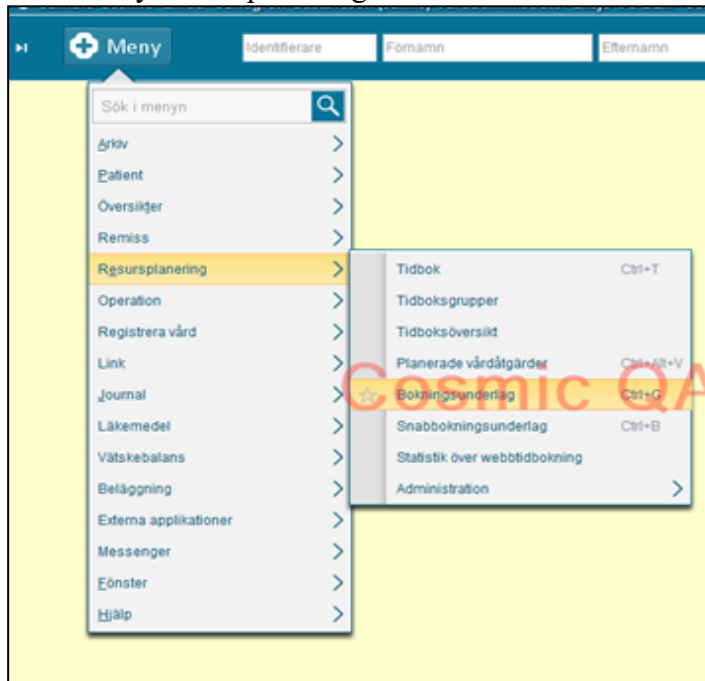 Meny
Identifierare
Förnamn
Efternamn
Sök i menyn
Arkiv
Patient
Översikter
Remiss
Resursplanering
Operation
Registrera vård
Link
Journal
Läkemedel
Vätskebalans
Beläggning
Externa applikationer
Messenger
Fönster
Hjälp
Tidbok Ctrl+T
Tidboksgrupper
Tidboksöversikt
Planerade vårdåtgärder Ctrl+Alt+V
Bokningsunderlag Ctrl+G
Snabbokningsunderlag Ctrl+B
Statistik över webbtidbokning
Administration
Cosmic QA